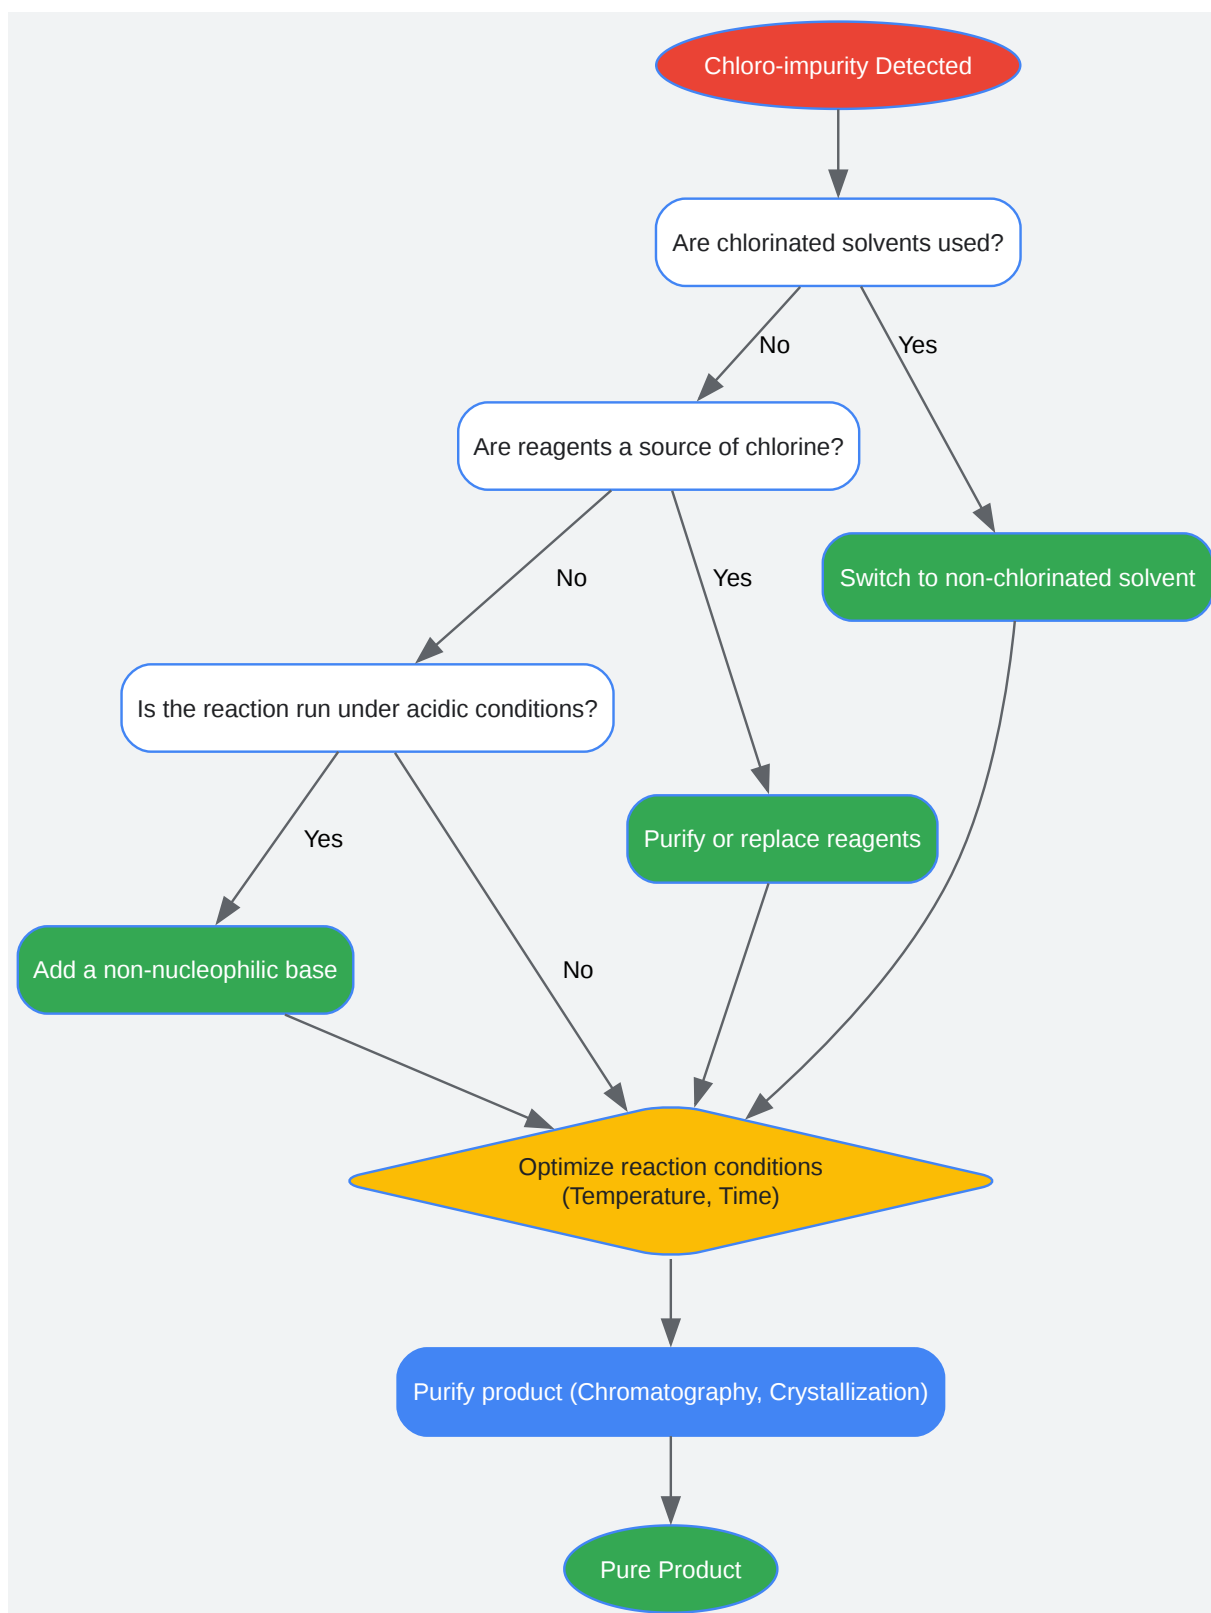 Chloro-impurity Detected
Are chlorinated solvents used?
No
Yes
Are reagents a source of chlorine?
No
Yes
Switch to non-chlorinated solvent
Is the reaction run under acidic conditions?
Yes
Purify or replace reagents
Add a non-nucleophilic base
No
Optimize reaction conditions
(Temperature, Time)
Purify product (Chromatography, Crystallization)
Pure Product